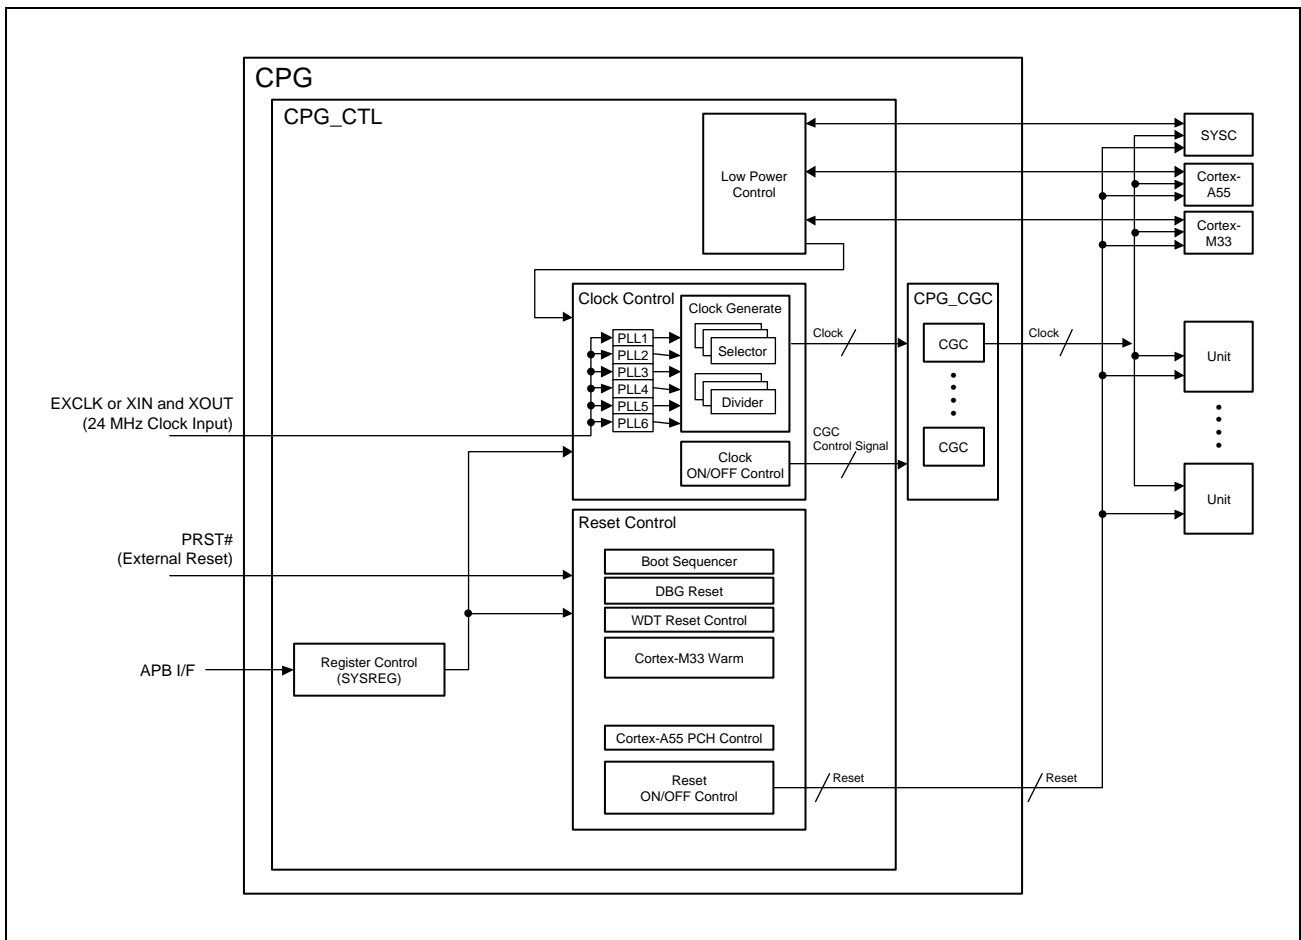 CPG
CPG_CTL
Low Power
Control
SYSC
Cortex-
A55
Cortex-
M33
Clock Control
Clock Generate
PLL1
PLL2
PLL3
PLL4
PLL5
PLL6
Selector
Divider
Clock
ON/OFF Control
Clock
CGC
Control Signal
CPG_CGC
CGC
CGC
Clock
Unit
Unit
EXCLK or XIN and XOUT
(24 MHz Clock Input)
PRST#
(External Reset)
APB I/F
Register Control
(SYSREG)
Reset Control
Boot Sequencer
DBG Reset
WDT Reset Control
Cortex-M33 Warm
Cortex-A55 PCH Control
Reset
ON/OFF Control
Reset
Reset